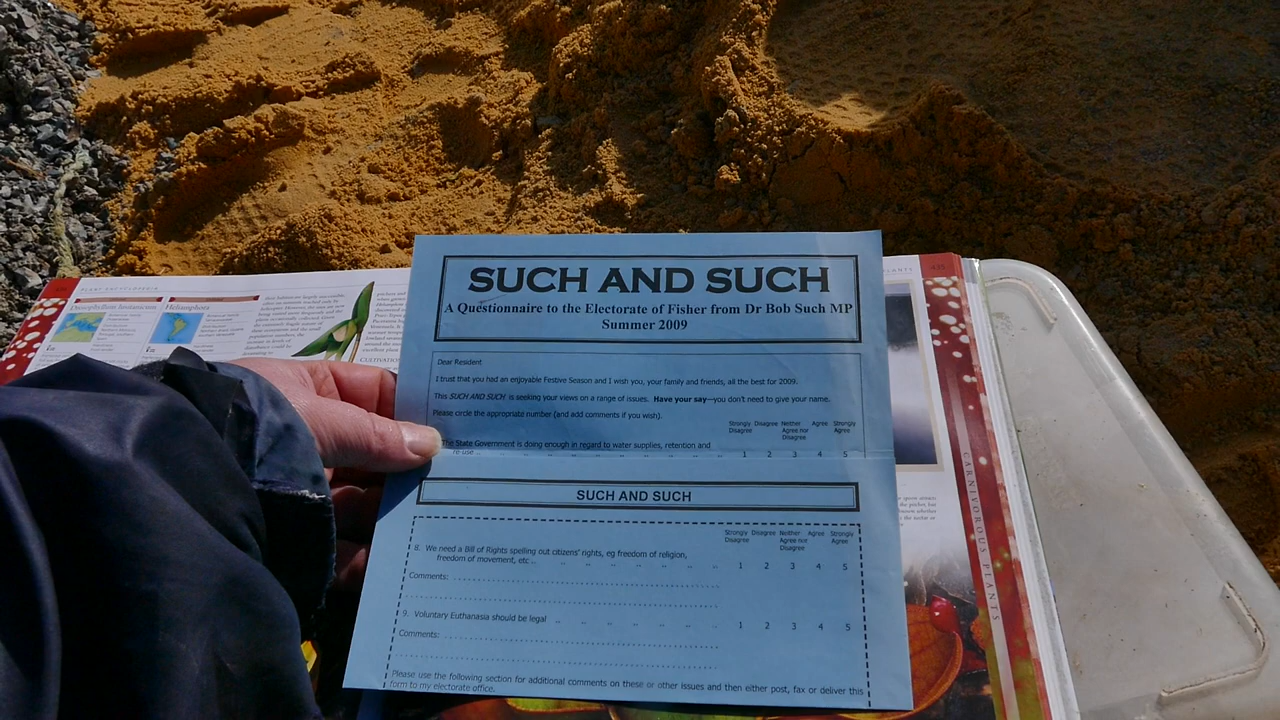 SUCH AND SUCH
A Questionnaire to the Electorate of Fisher from Dr Bob Such MP
Summer 2009
Dear Resident
I trust that you had an enjoyable Festive Season and I wish you, your family and friends, all the best for 2009.
This SUCH AND SUCH is seeking your views on a range of issues. Have your say—you don't need to give your name.
Please circle the appropriate number (and add comments if you wish).
Strongly Disagree Disagree Neither Agree nor Disagree Agree Strongly Agree
The State Government is doing enough in regard to water supplies, retention and
re-use 1 2 3 4 5
SUCH AND SUCH
Strongly Disagree Disagree Neither Agree nor Disagree Agree Strongly Agree
8. We need a Bill of Rights spelling out citizens' rights, eg freedom of religion,
freedom of movement, etc .. 1 2 3 4 5
Comments:
9. Voluntary Euthanasia should be legal 1 2 3 4 5
Comments:
Please use the following section for additional comments on these or other issues and then either post, fax or deliver this
form to my electorate office.
PLANT ENCYCLOPEDIA
Drosophyllum lusitanicum
Heliamphora
CULTIVATION
PLANTS
435
CARNIVOROUS PLANTS